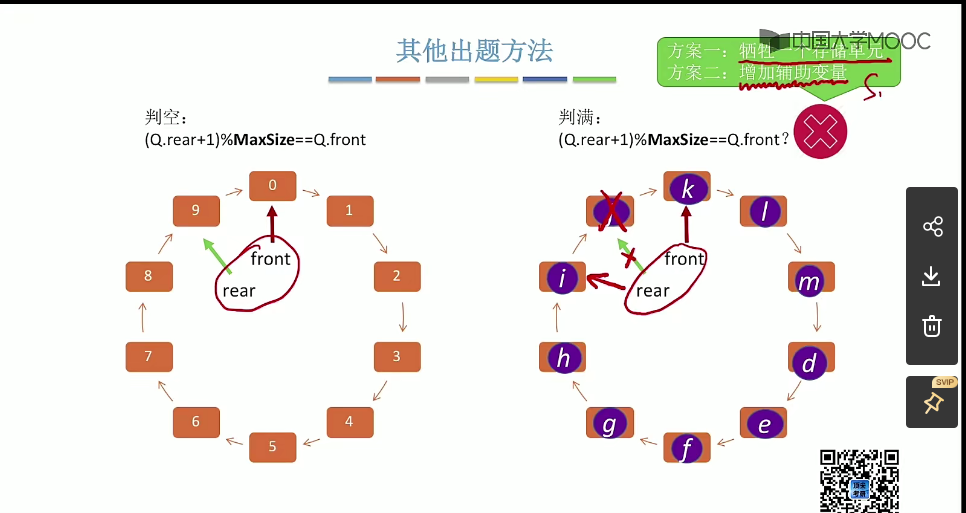 其他出题方法
中国大学MOOC
方案一：牺牲一个存储单元
方案二：增加辅助变量
S
判空：
(Q.rear+1)%MaxSize==Q.front
判满：
(Q.rear+1)%MaxSize==Q.front?
0
1
2
3
4
5
6
7
8
9
front
rear
k
l
m
d
e
f
g
h
i
front
rear
SVIP